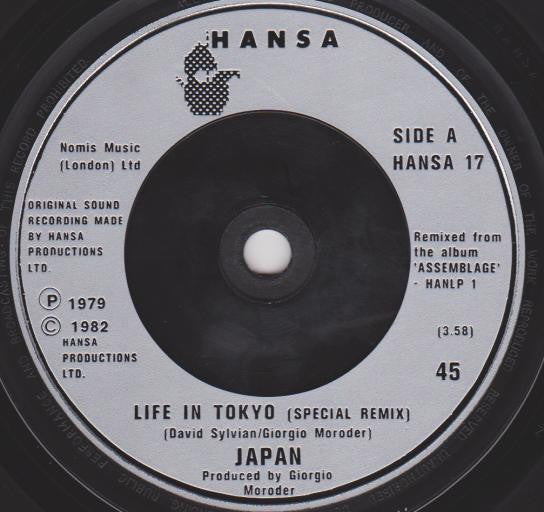 HANSA
Nomis Music
(London) Ltd
SIDE A
HANSA 17
ORIGINAL SOUND
RECORDING MADE
BY HANSA
PRODUCTIONS
LTD.
Remixed from
the album
'ASSEMBLAGE'
- HANLP 1
Ⓟ 1979
© 1982
HANSA
PRODUCTIONS
LTD.
(3.58)
45
LIFE IN TOKYO (SPECIAL REMIX)
(David Sylvian/Giorgio Moroder)
JAPAN
Produced by Giorgio
Moroder